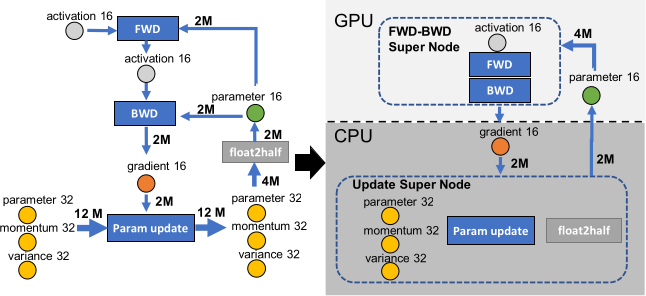 activation 16
FWD
2M
activation 16
BWD
2M
parameter 16
2M
2M
float2half
gradient 16
4M
2M
parameter 32
momentum 32
variance 32
12 M
Param update
12 M
parameter 32
momentum 32
variance 32
GPU
FWD-BWD
Super Node
activation 16
FWD
BWD
4M
parameter 16
CPU
gradient 16
2M
2M
Update Super Node
parameter 32
momentum 32
variance 32
Param update
float2half